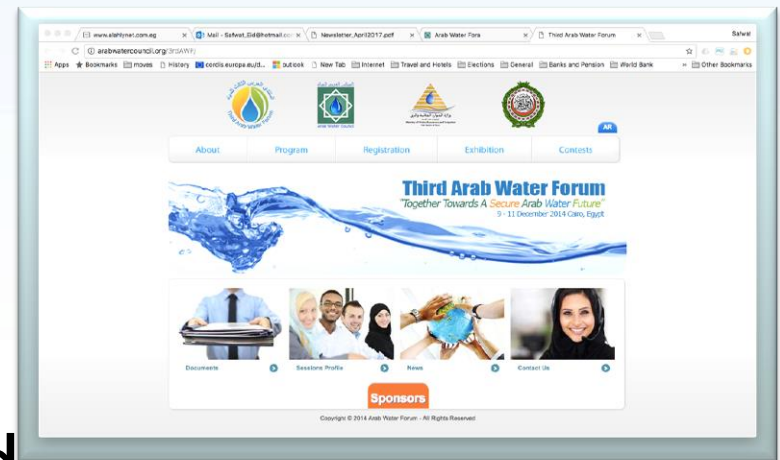 www.alahlynet.com.eg
Mail - Safwat_Gd@hotmail.com
Newsletter_April2017.pdf
Arab Water Fora
Third Arab Water Forum
Safwat
arabwatercouncil.org/3rdAWF/
Apps
Bookmarks
moves
History
cordis.europa.eu/d...
outlook
New Tab
Internet
Travel and Hotels
Elections
General
Banks and Pension
World Bank
»
Other Bookmarks
Arab Water Council
AR
About
Program
Registration
Exhibition
Contests
Third Arab Water Forum
"Together Towards A Secure Arab Water Future"
9 - 11 December 2014 Cairo, Egypt
Documents
Sessions Profile
News
Contact Us
Sponsors
Copyright © 2014 Arab Water Forum - All Rights Reserved
N